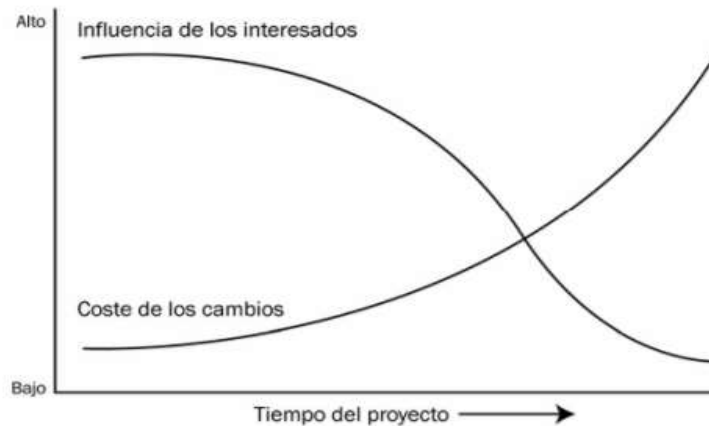 Alto
Influencia de los interesados
Coste de los cambios
Bajo
Tiempo del proyecto